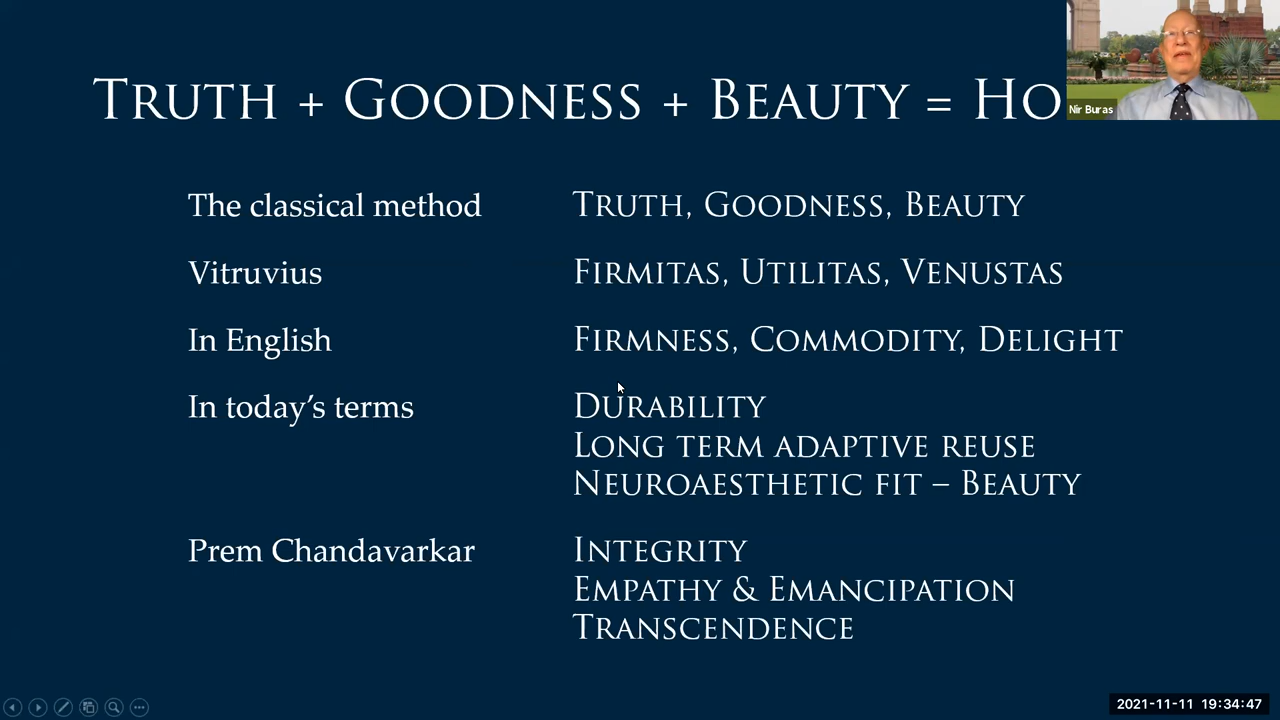 TRUTH + GOODNESS + BEAUTY = HO
Nir Buras
The classical method TRUTH, GOODNESS, BEAUTY
Vitruvius FIRMITAS, UTILITAS, VENUSTAS
In English FIRMNESS, COMMODITY, DELIGHT
In today's terms DURABILITY
LONG TERM ADAPTIVE REUSE
NEUROAESTHETIC FIT – BEAUTY
Prem Chandavarkar INTEGRITY
EMPATHY & EMANCIPATION
TRANSCENDENCE
2021-11-11 19:34:47